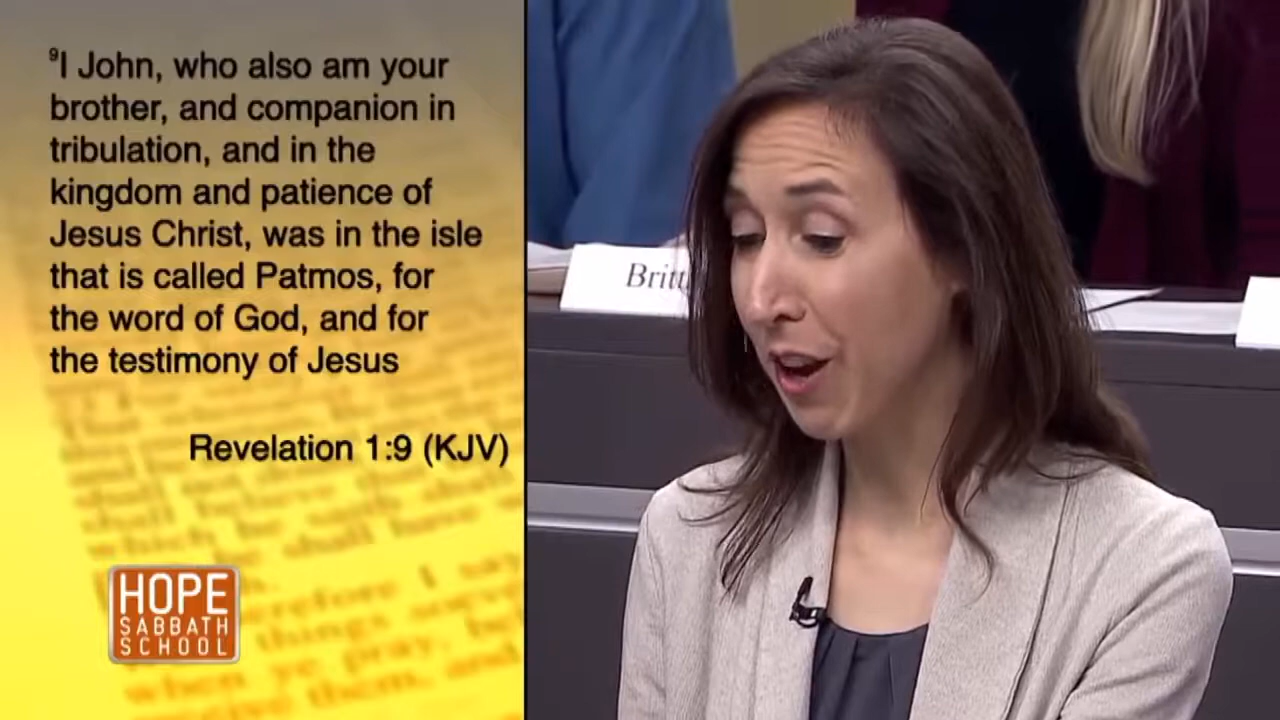 ⁹I John, who also am your
brother, and companion in
tribulation, and in the
kingdom and patience of
Jesus Christ, was in the isle
that is called Patmos, for
the word of God, and for
the testimony of Jesus
Revelation 1:9 (KJV)
HOPE
SABBATH
SCHOOL
Britt